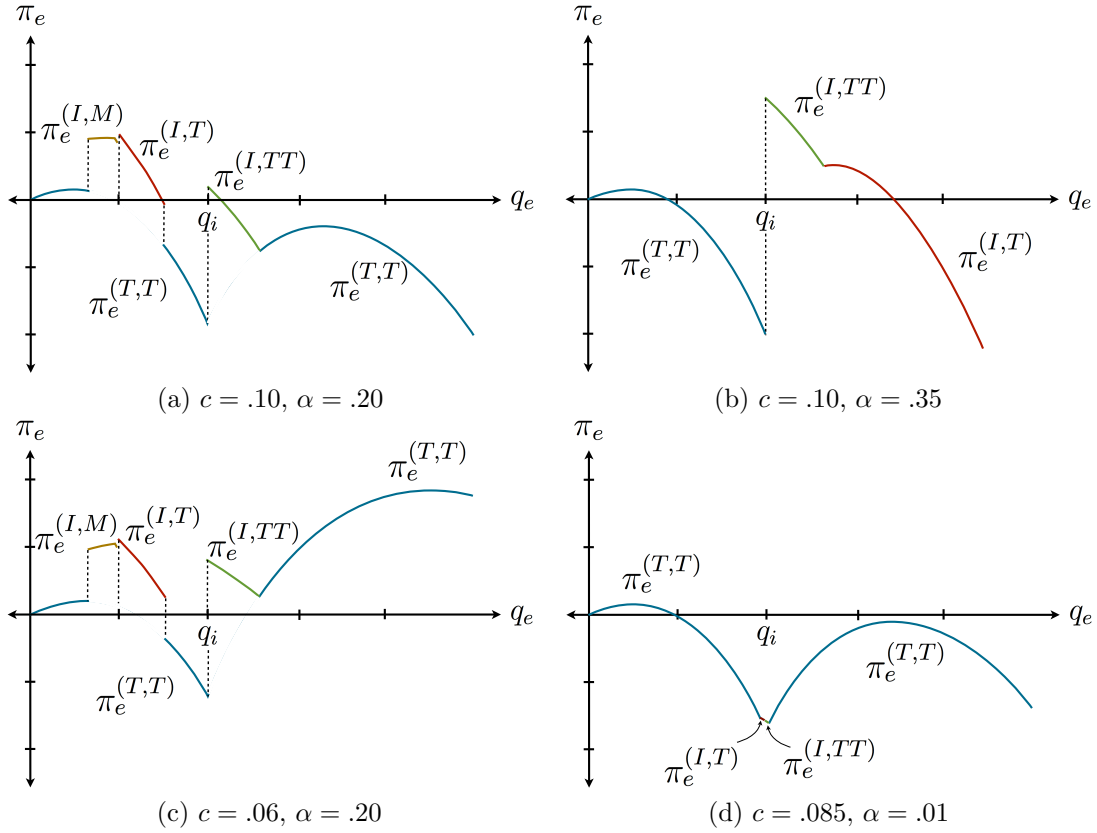 π_e
π_e^(I,M)
π_e^(I,T)
π_e^(I,TT)
q_e
q_i
π_e^(T,T)
π_e^(T,T)
(a) c = .10, α = .20
π_e
π_e^(I,TT)
q_e
q_i
π_e^(T,T)
π_e^(I,T)
(b) c = .10, α = .35
π_e
π_e^(T,T)
π_e^(I,M)
π_e^(I,T)
π_e^(I,TT)
q_e
q_i
π_e^(T,T)
(c) c = .06, α = .20
π_e
π_e^(T,T)
q_e
q_i
π_e^(T,T)
π_e^(I,T)
π_e^(I,TT)
(d) c = .085, α = .01